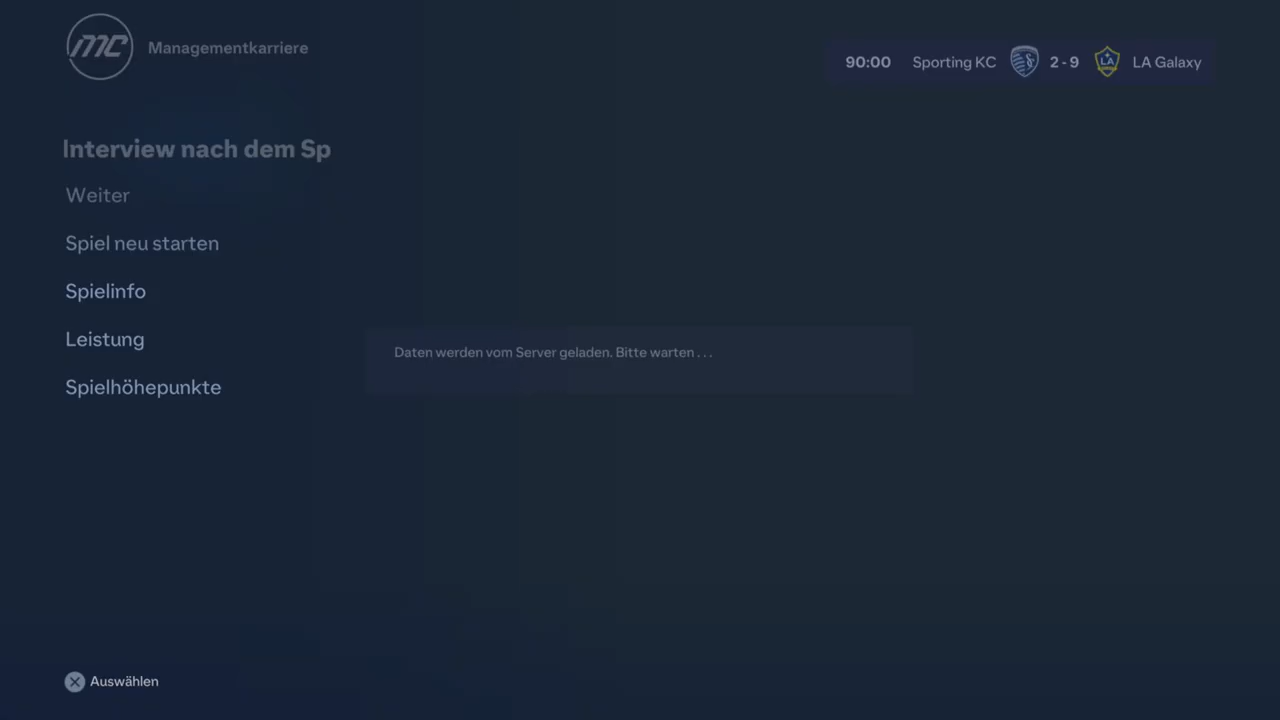 MC Managementkarriere
90:00 Sporting KC 2 - 9 LA LA Galaxy
Interview nach dem Sp
Weiter
Spiel neu starten
Spielinfo
Leistung
Spielhöhepunkte
Daten werden vom Server geladen. Bitte warten . . .
Auswählen